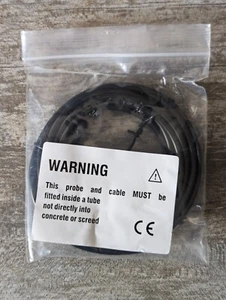 WARNING
This probe and cable MUST be
fitted inside a tube
not directly into
concrete or screed
CE